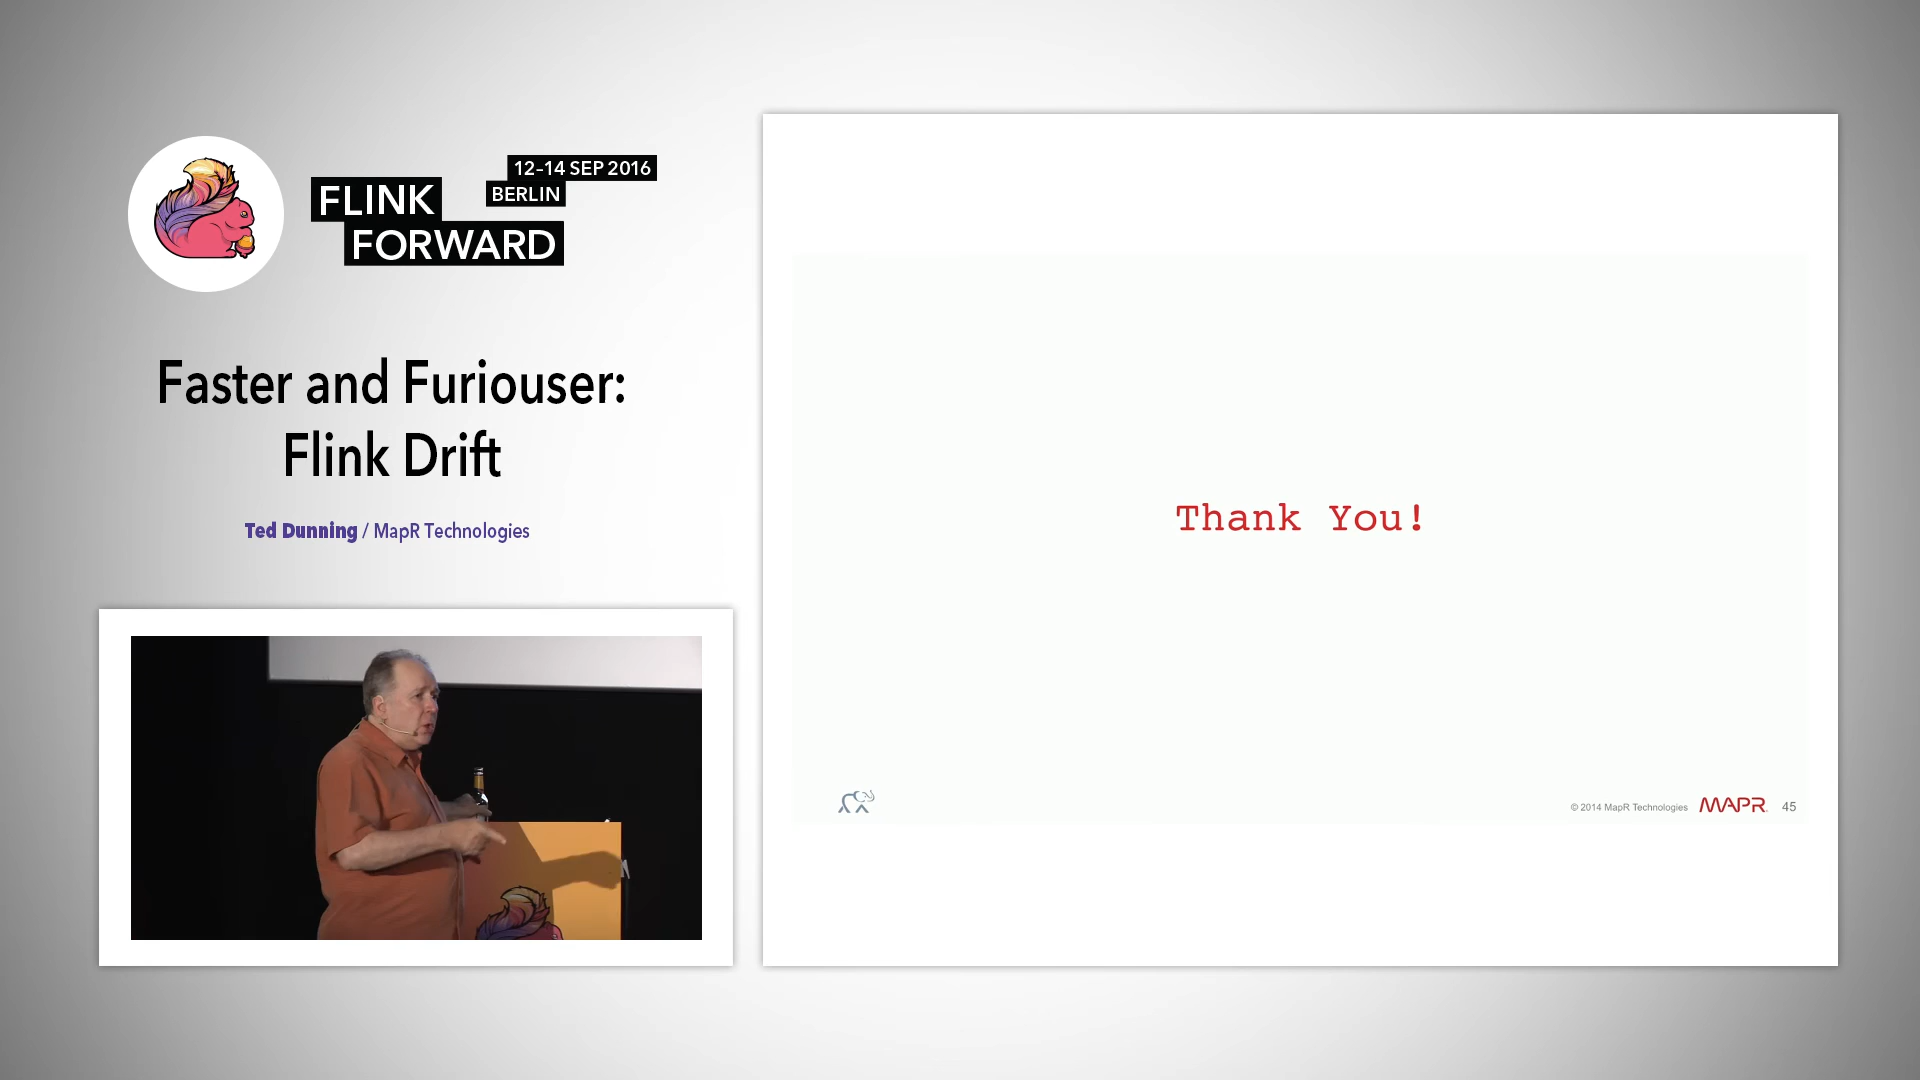 12-14 SEP 2016
BERLIN
FLINK
FORWARD
Faster and Furiouser:
Flink Drift
Ted Dunning / MapR Technologies
Thank You!
© 2014 MapR Technologies MAPR 45